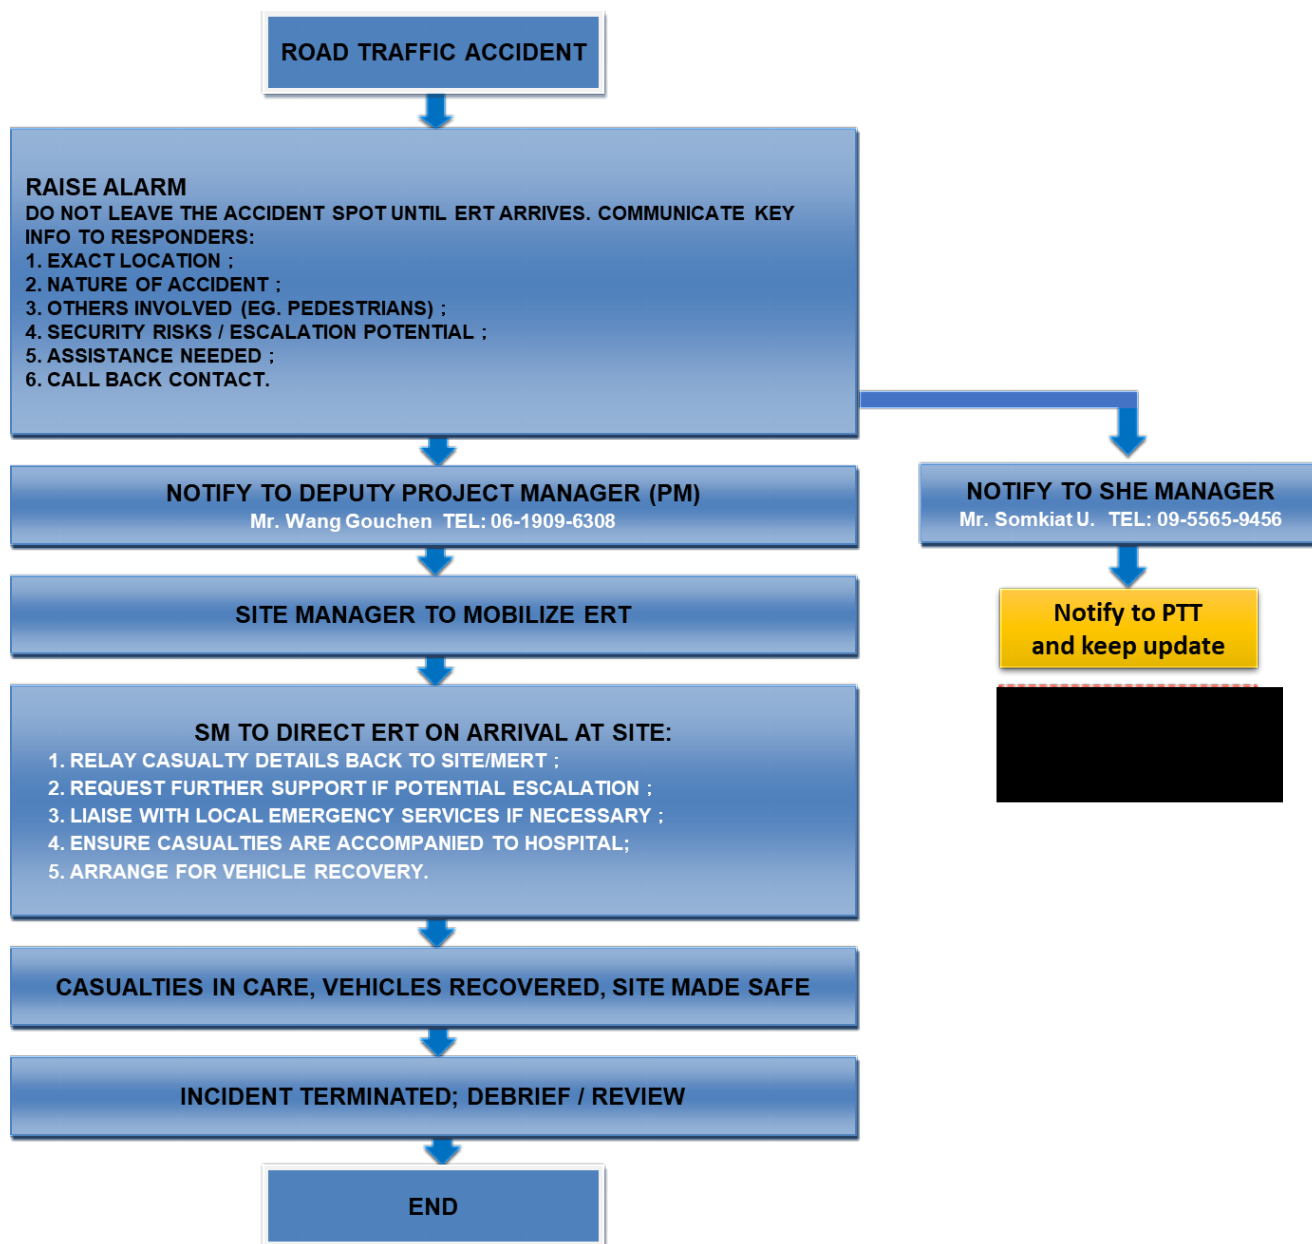 ROAD TRAFFIC ACCIDENT
RAISE ALARM
DO NOT LEAVE THE ACCIDENT SPOT UNTIL ERT ARRIVES. COMMUNICATE KEY
INFO TO RESPONDERS:
1. EXACT LOCATION ;
2. NATURE OF ACCIDENT ;
3. OTHERS INVOLVED (EG. PEDESTRIANS) ;
4. SECURITY RISKS / ESCALATION POTENTIAL ;
5. ASSISTANCE NEEDED ;
6. CALL BACK CONTACT.
NOTIFY TO DEPUTY PROJECT MANAGER (PM)
Mr. Wang Gouchen TEL: 06-1909-6308
NOTIFY TO SHE MANAGER
Mr. Somkiat U. TEL: 09-5565-9456
Notify to PTT
and keep update
SITE MANAGER TO MOBILIZE ERT
SM TO DIRECT ERT ON ARRIVAL AT SITE:
1. RELAY CASUALTY DETAILS BACK TO SITE/MERT ;
2. REQUEST FURTHER SUPPORT IF POTENTIAL ESCALATION ;
3. LIAISE WITH LOCAL EMERGENCY SERVICES IF NECESSARY ;
4. ENSURE CASUALTIES ARE ACCOMPANIED TO HOSPITAL;
5. ARRANGE FOR VEHICLE RECOVERY.
CASUALTIES IN CARE, VEHICLES RECOVERED, SITE MADE SAFE
INCIDENT TERMINATED; DEBRIEF / REVIEW
END